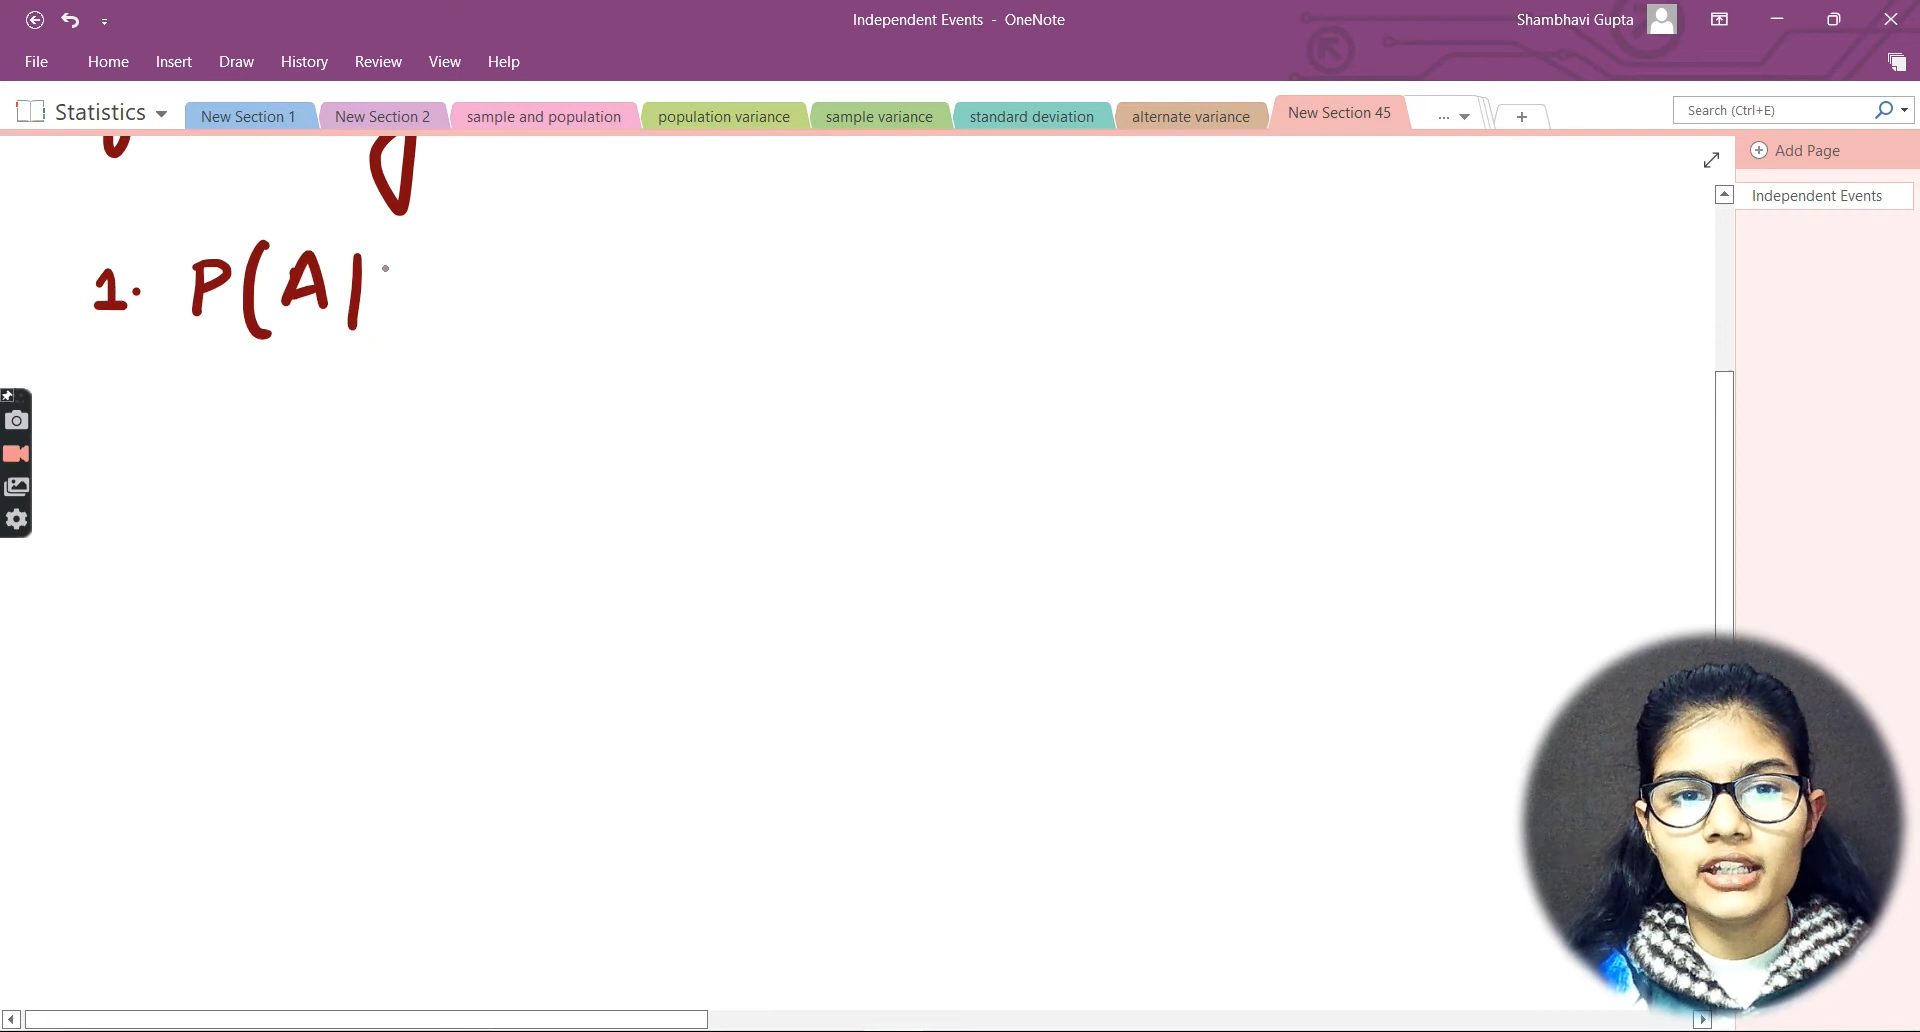 Independent Events - OneNote
Shambhavi Gupta
File Home Insert Draw History Review View Help
Statistics
New Section 1
New Section 2
sample and population
population variance
sample variance
standard deviation
alternate variance
New Section 45
...
Search (Ctrl+E)
Add Page
Independent Events
1. P(A|